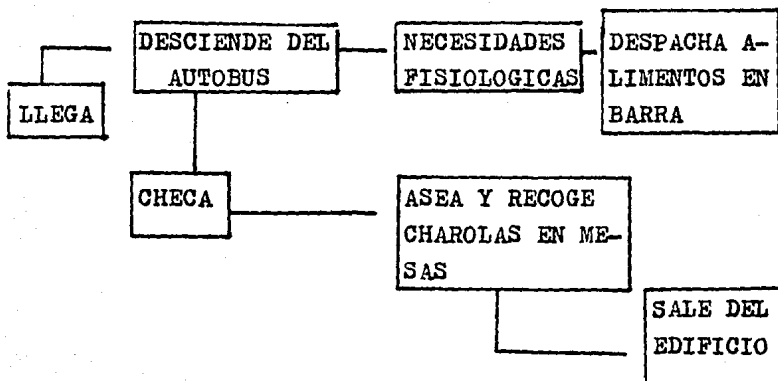 DESCIENDE DEL
AUTOBUS
NECESIDADES
FISIOLOGICAS
DESPACHA A-
LIMENTOS EN
BARRA
LLEGA
CHECA
ASEA Y RECOGE
CHAROLAS EN ME-
SAS
SALE DEL
EDIFICIO